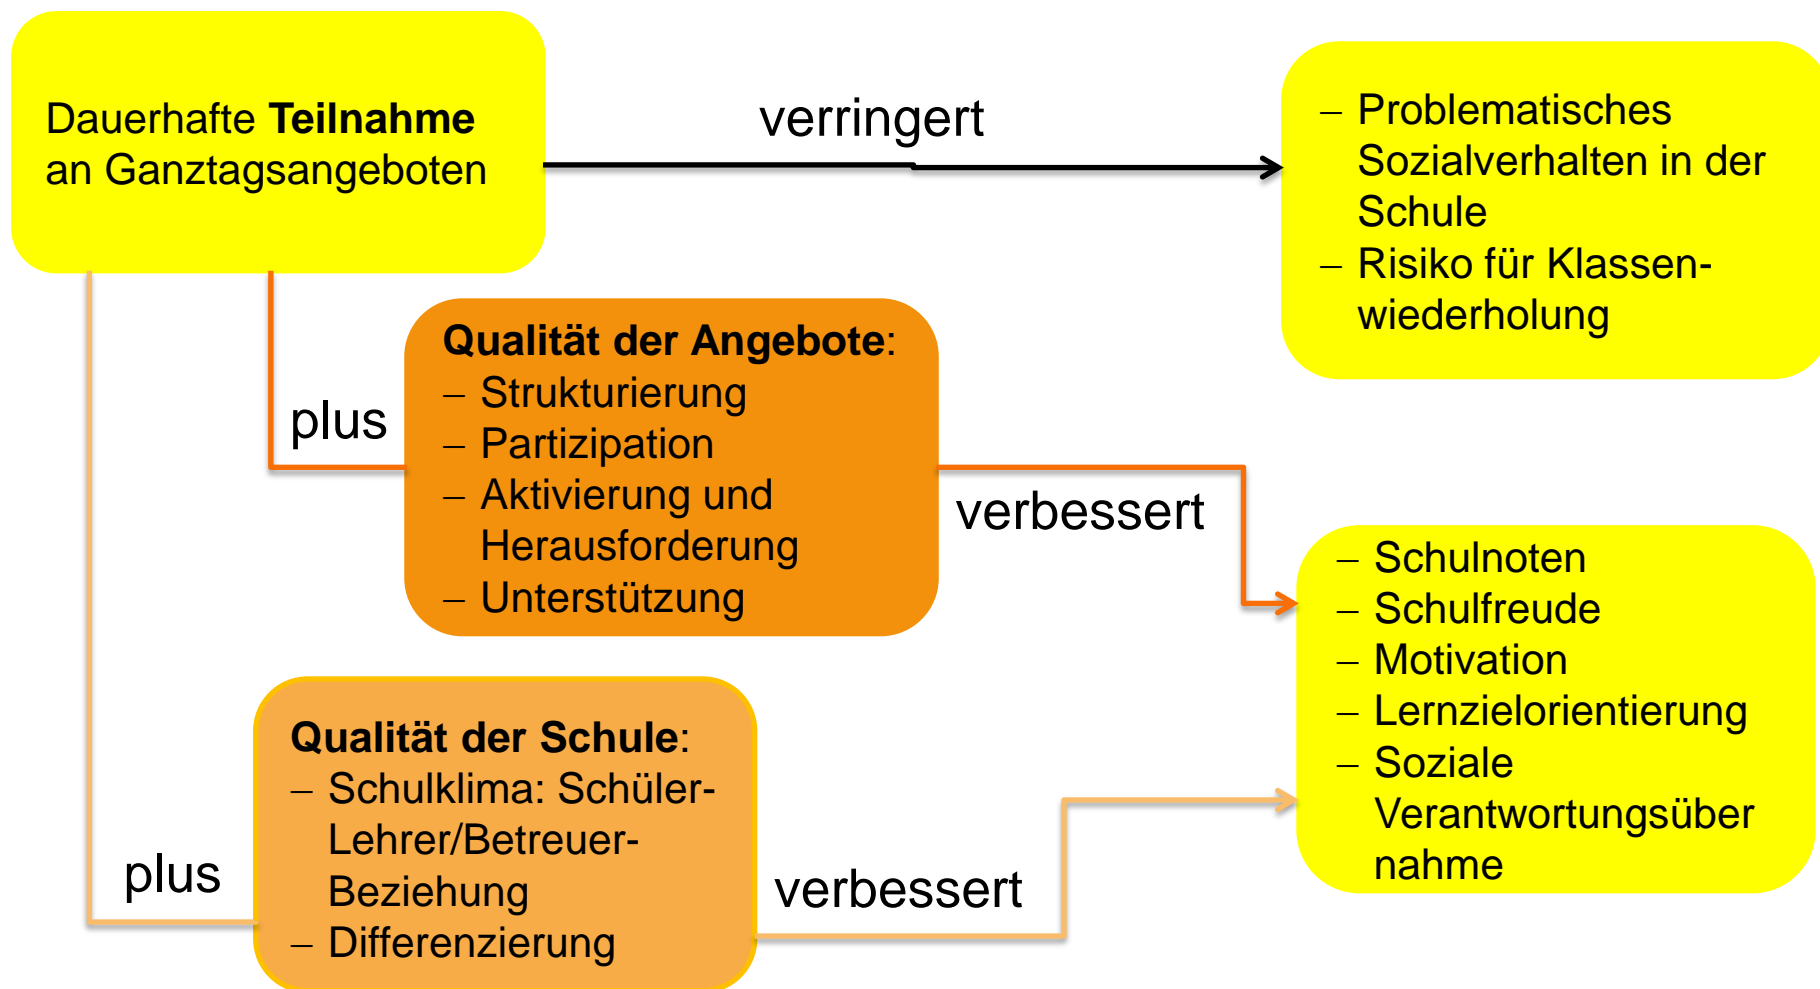 Dauerhafte Teilnahme
an Ganztagsangeboten
verringert
– Problematisches
Sozialverhalten in der
Schule
– Risiko für Klassen-
wiederholung
plus
Qualität der Angebote:
– Strukturierung
– Partizipation
– Aktivierung und
Herausforderung
– Unterstützung
verbessert
– Schulnoten
– Schulfreude
– Motivation
– Lernzielorientierung
– Soziale
Verantwortungsüber
nahme
plus
Qualität der Schule:
– Schulklima: Schüler-
Lehrer/Betreuer-
Beziehung
– Differenzierung
verbessert